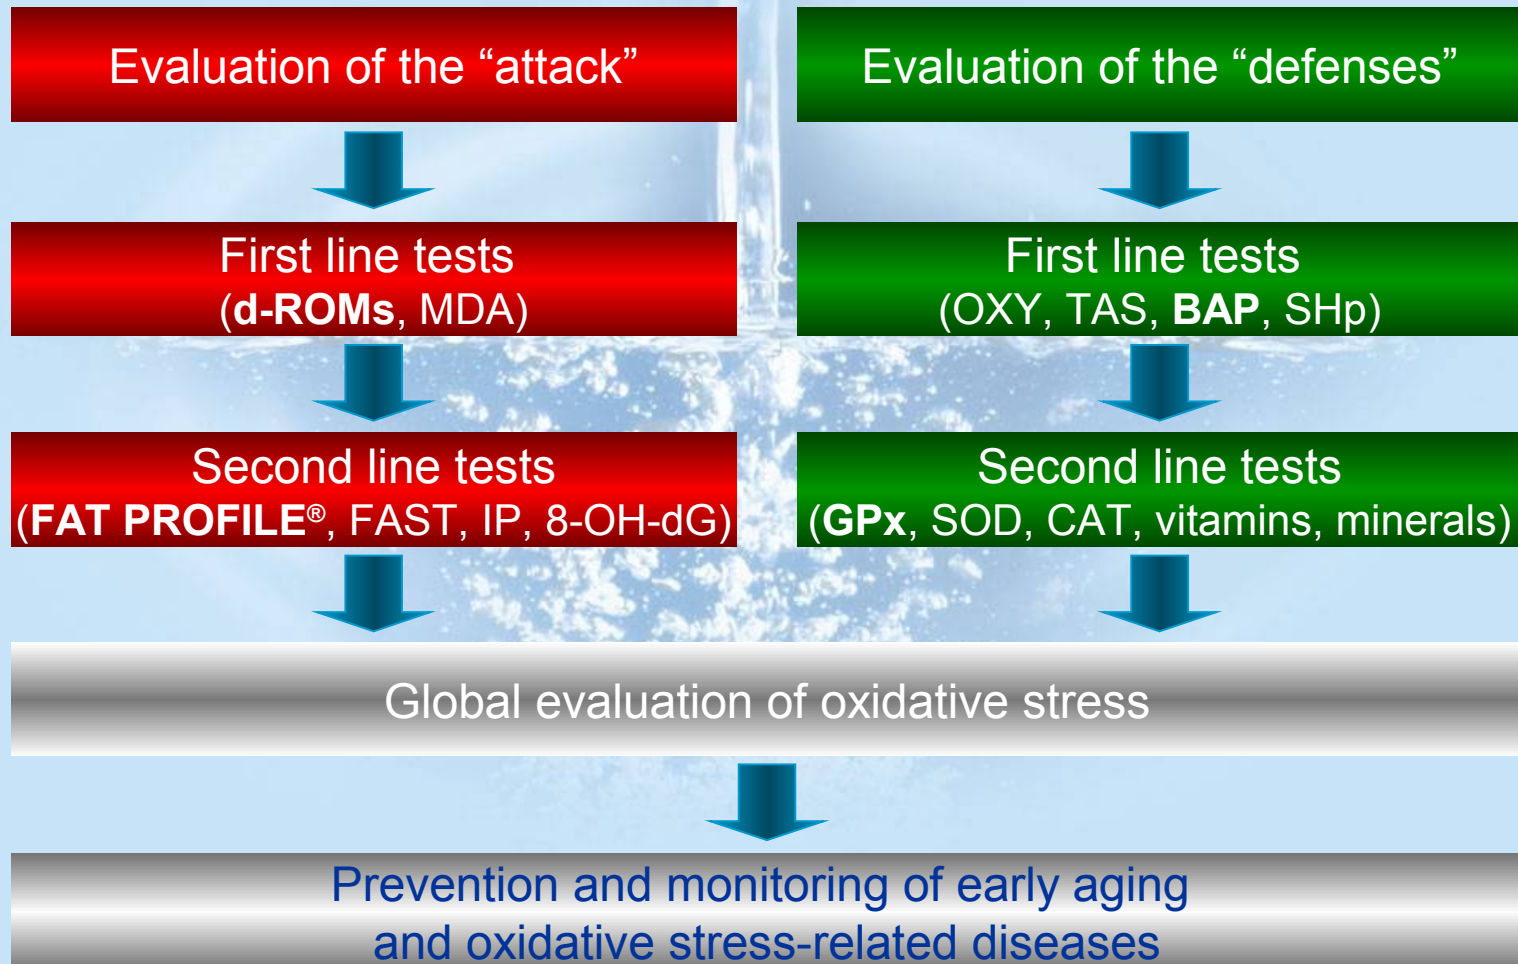 Evaluation of the “attack”
Evaluation of the “defenses”
First line tests
(d-ROMs, MDA)
First line tests
(OXY, TAS, BAP, SHp)
Second line tests
(FAT PROFILE®, FAST, IP, 8-OH-dG)
Second line tests
(GPx, SOD, CAT, vitamins, minerals)
Global evaluation of oxidative stress
Prevention and monitoring of early aging
and oxidative stress-related diseases